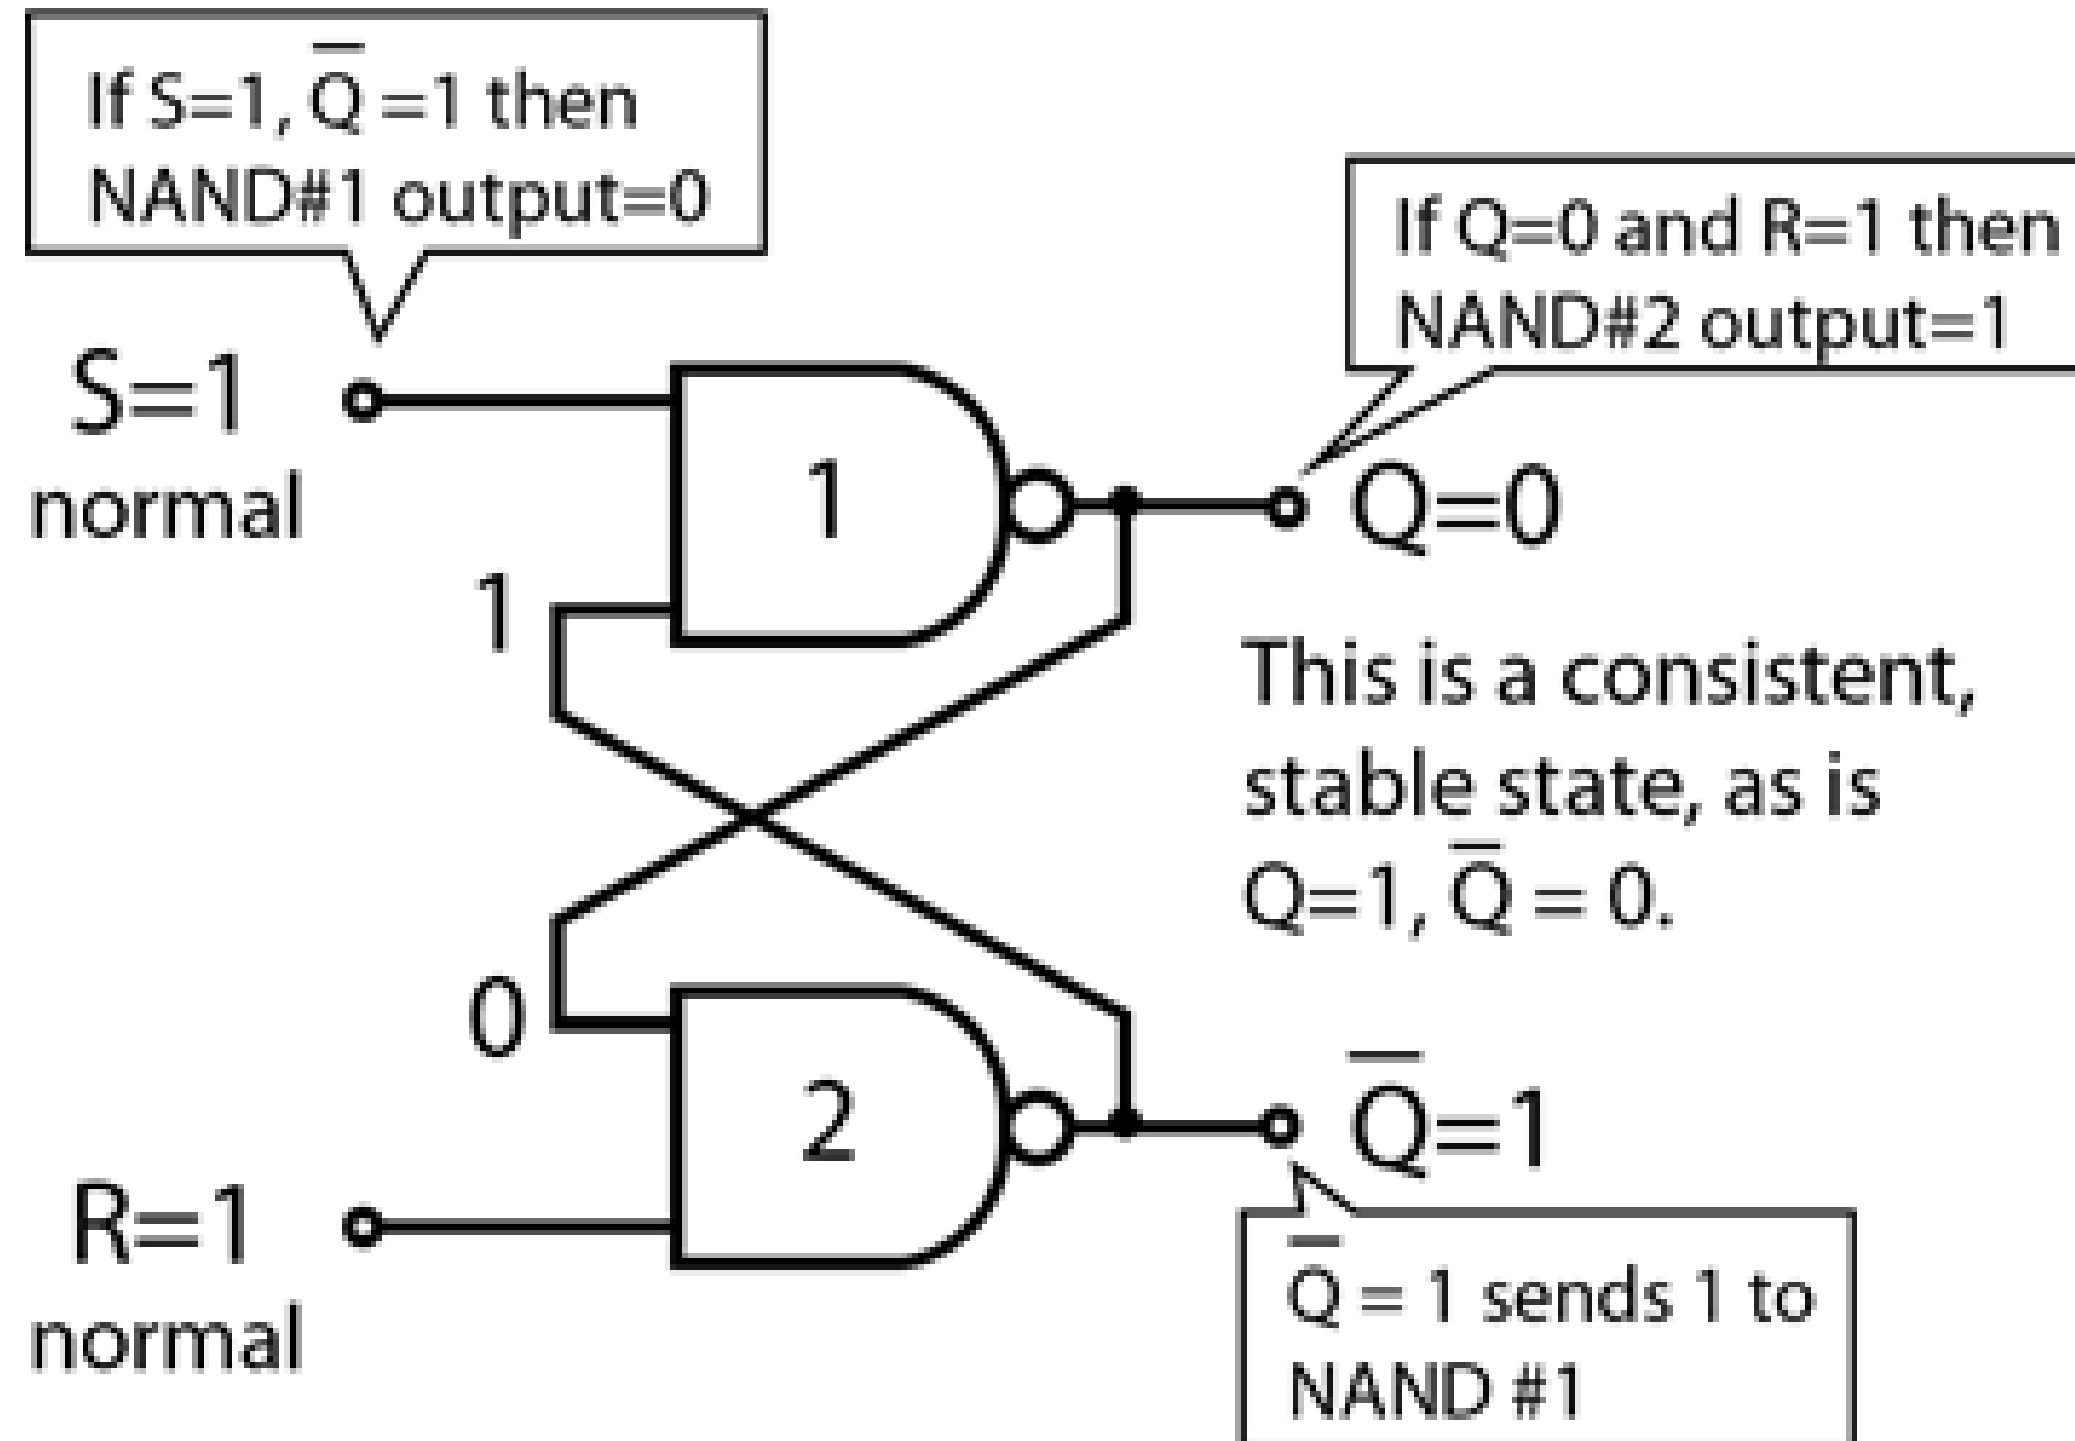 If S=1, Q̅ =1 then
NAND#1 output=0
If Q=0 and R=1 then
NAND#2 output=1
S=1
normal
1
1
Q=0
This is a consistent,
stable state, as is
Q=1, Q̅ = 0.
0
2
Q̅=1
R=1
normal
Q̅ = 1 sends 1 to
NAND #1